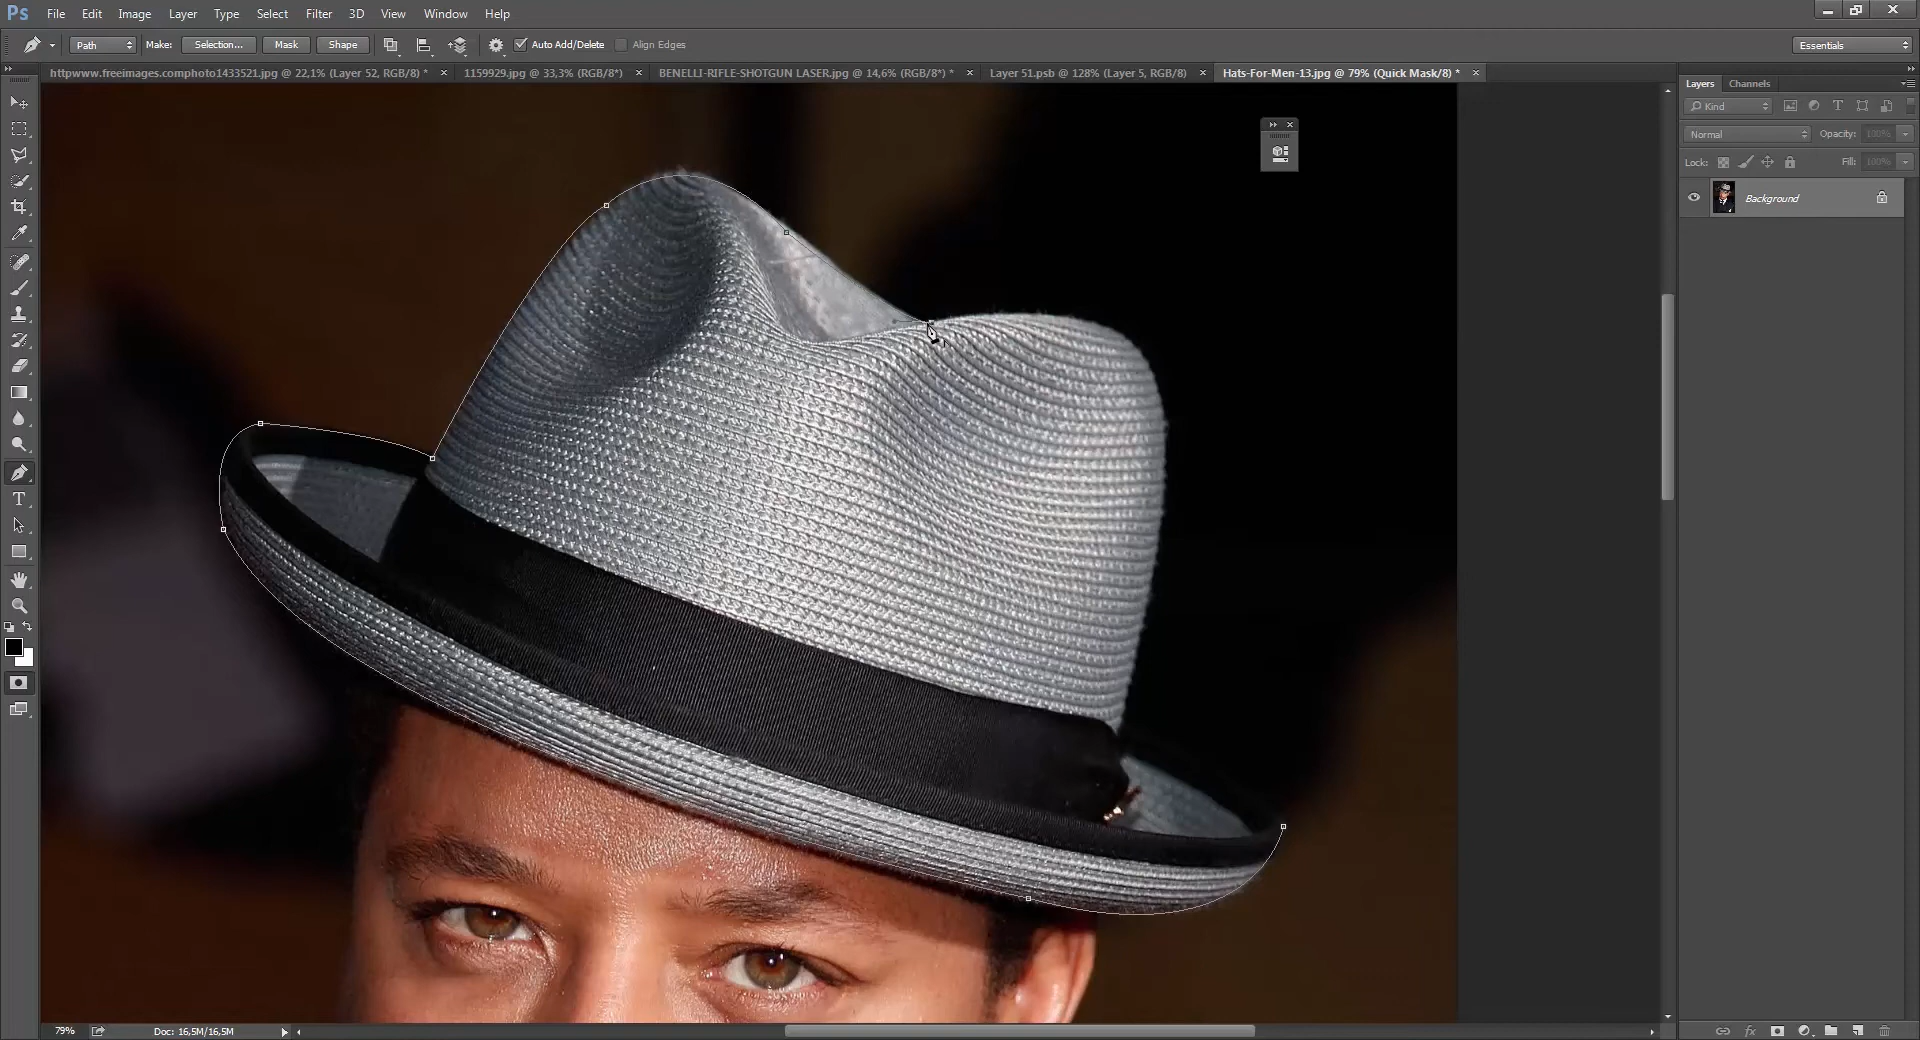 Ps File Edit Image Layer Type Select Filter 3D View Window Help
Path Make: Selection... Mask Shape Auto Add/Delete Align Edges Essentials
httpwww.freeimages.comphoto1433521.jpg @ 22,1% (Layer 52, RGB/8) * × 1159929.jpg @ 33,3% (RGB/8*) × BENELLI-RIFLE-SHOTGUN LASER.jpg @ 14,6% (RGB/8*) * × Layer 51.psb @ 128% (Layer 5, RGB/8) × Hats-For-Men-13.jpg @ 79% (Quick Mask/8) * ×
Layers Channels
Kind
Normal Opacity: 100%
Lock: Fill: 100%
Background
79% Doc: 16,5M/16,5M